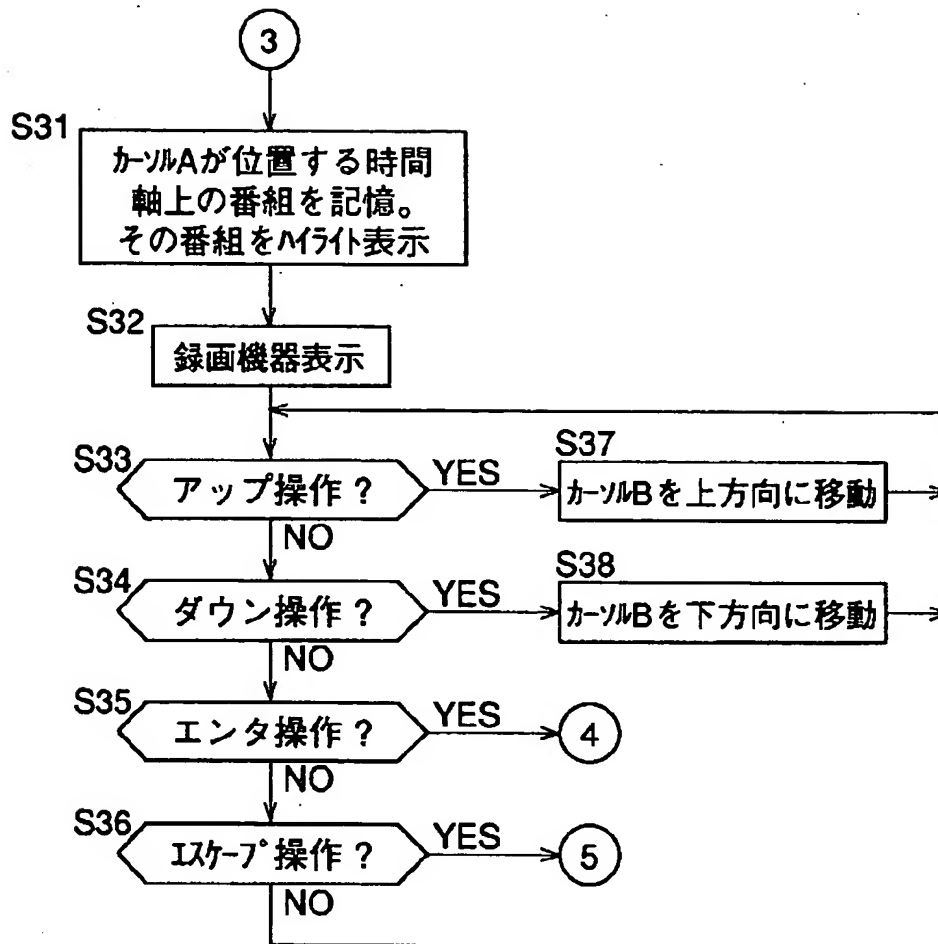 3
S31
ｶｰｿﾙAが位置する時間
軸上の番組を記憶。
その番組をﾊｲﾗｲﾄ表示
S32
録画機器表示
S33
アップ操作？
YES
S37
ｶｰｿﾙBを上方向に移動
NO
S34
ダウン操作？
YES
S38
ｶｰｿﾙBを下方向に移動
NO
S35
エンタ操作？
YES
4
NO
S36
ｴｽｹｰﾌﾟ操作？
YES
5
NO